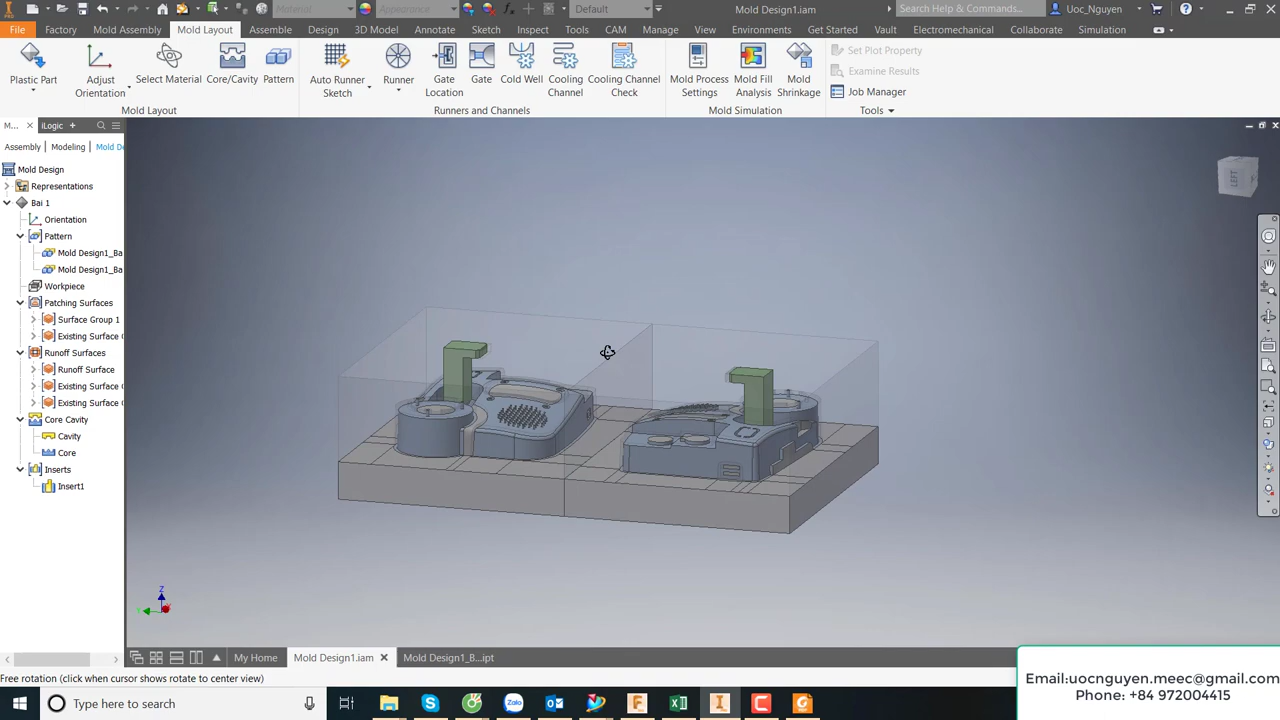 Material
Appearance
Default
Mold Design1.iam
Search Help & Commands...
Uoc_Nguyen
File Factory Mold Assembly Mold Layout Assemble Design 3D Model Annotate Sketch Inspect Tools CAM Manage View Environments Get Started Vault Electromechanical Collaborate Simulation
Plastic Part
Adjust Orientation
Select Material
Core/Cavity
Pattern
Auto Runner Sketch
Runner
Gate Location
Gate
Cold Well
Cooling Channel
Cooling Channel Check
Mold Process Settings
Mold Fill Analysis
Mold Shrinkage
Set Plot Property
Examine Results
Job Manager
Mold Layout
Runners and Channels
Mold Simulation
Tools
M...
iLogic
Assembly Modeling Mold De
Mold Design
Representations
Bai 1
Orientation
Pattern
Mold Design1_Ba
Mold Design1_Ba
Workpiece
Patching Surfaces
Surface Group 1
Existing Surface G
Runoff Surfaces
Runoff Surface
Existing Surface G
Existing Surface G
Core Cavity
Cavity
Core
Inserts
Insert1
LEFT
Z
My Home
Mold Design1.iam
Mold Design1_B...ipt
Free rotation (click when cursor shows rotate to center view)
Type here to search
Email:uocnguyen.meec@gmail.com
Phone: +84 972004415